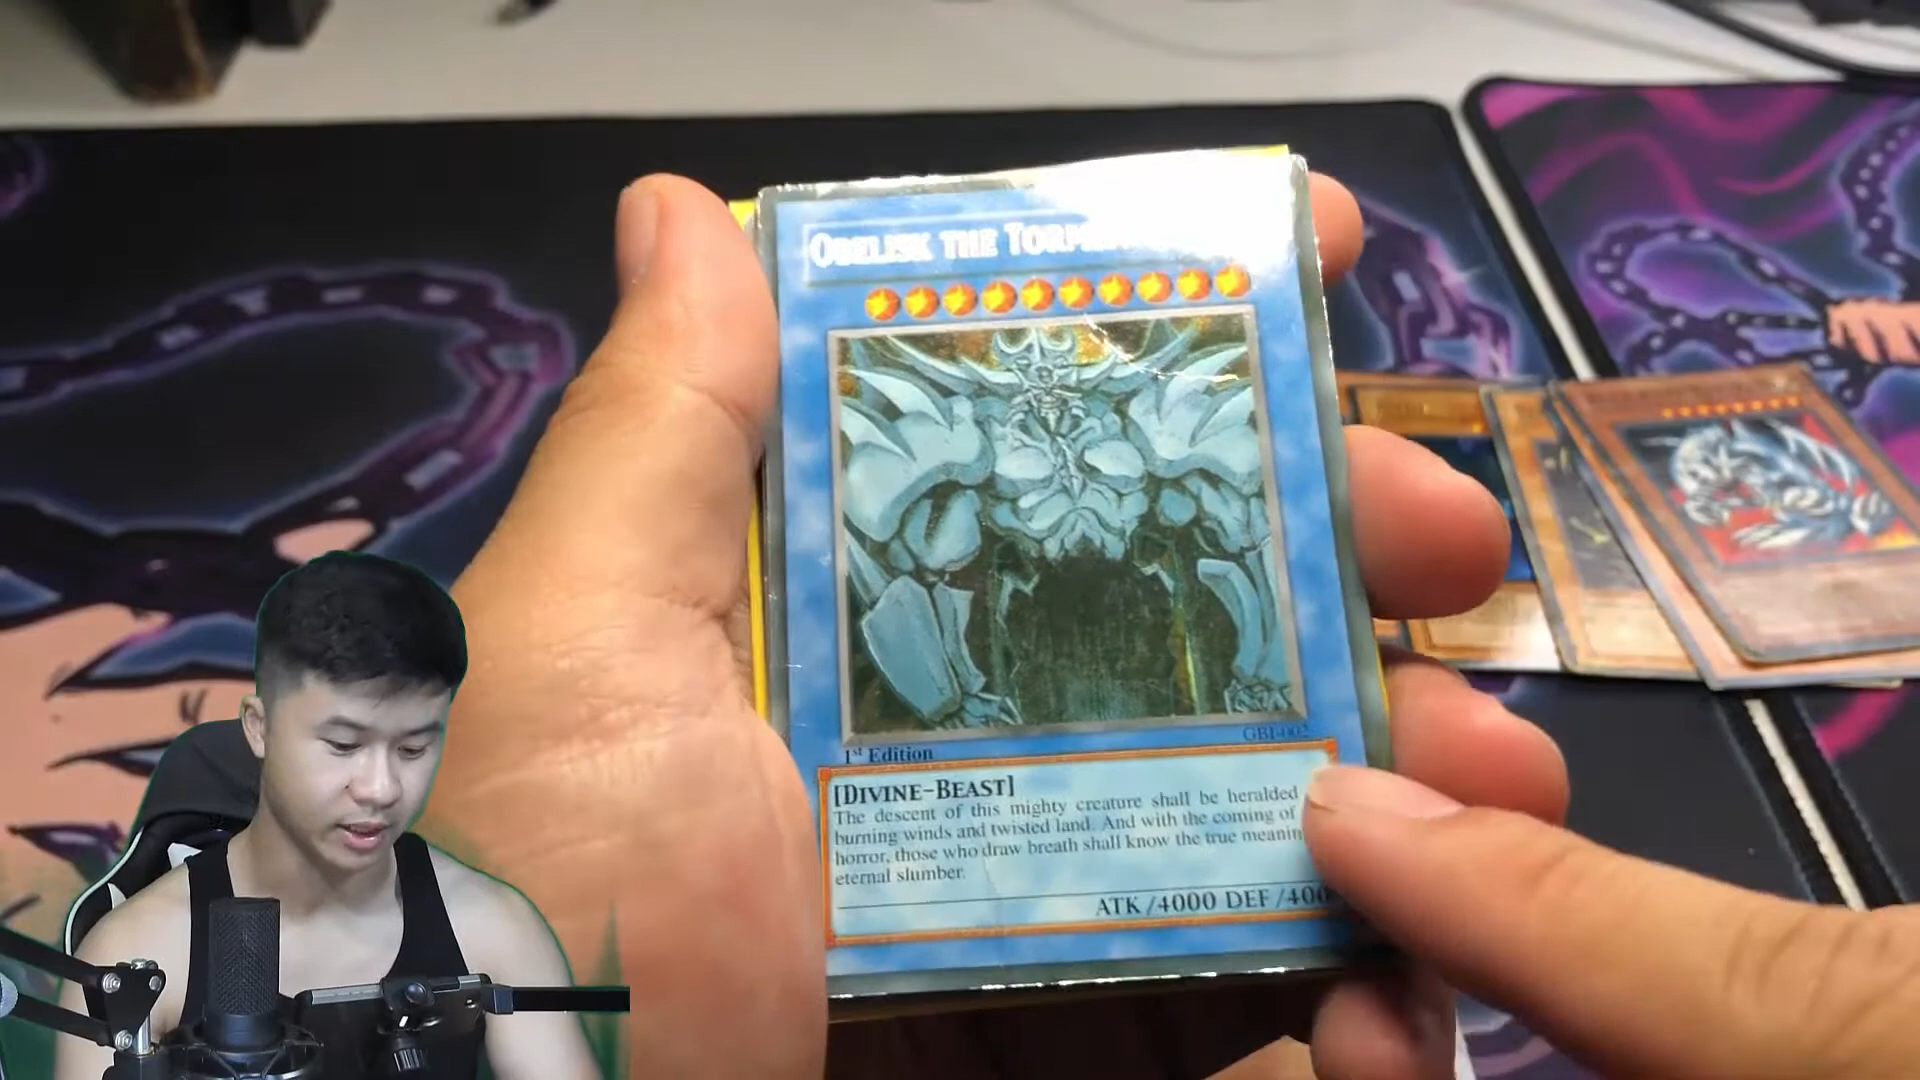 Obelisk the
GBI-002
1st Edition
[Divine-Beast]
The descent of this mighty creature shall be heralded
burning winds and twisted land. And with the coming of
horror, those who draw breath shall know the true
eternal slumber.
ATK/4000 DEF/400